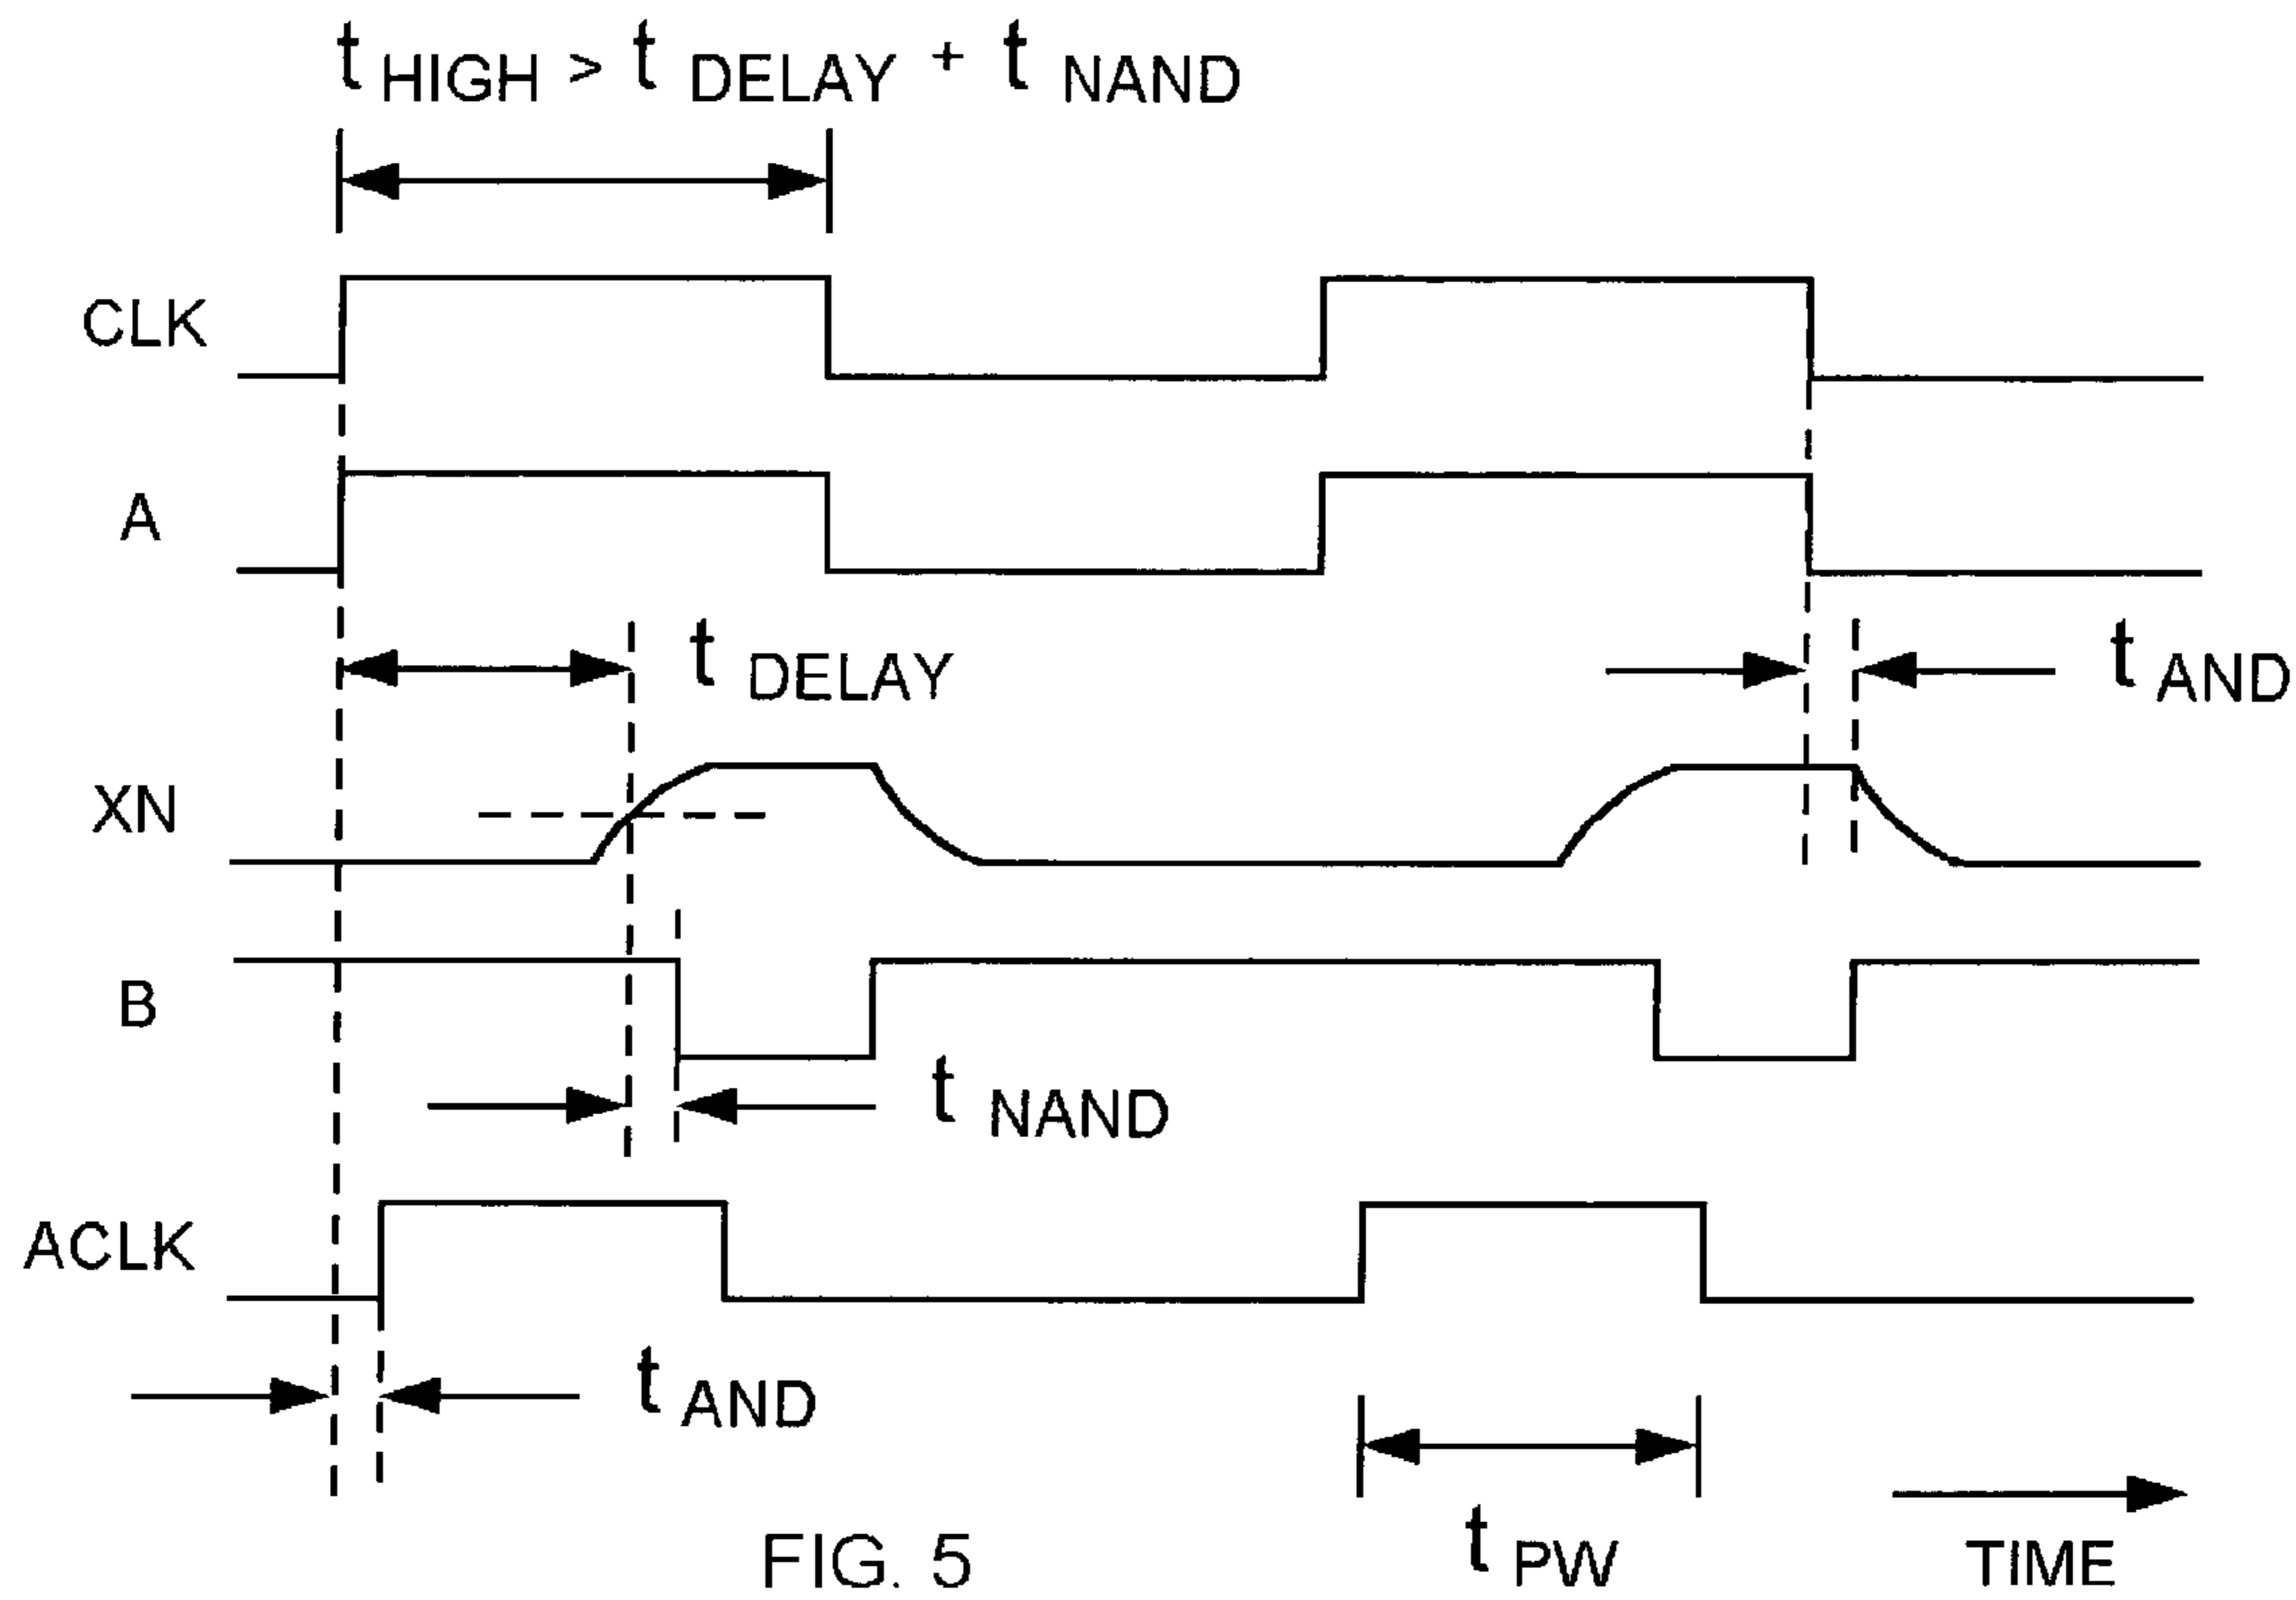 t HIGH > t DELAY + t NAND
CLK
A
t DELAY
t AND
XN
B
t NAND
ACLK
t AND
t PW
TIME
FIG. 5